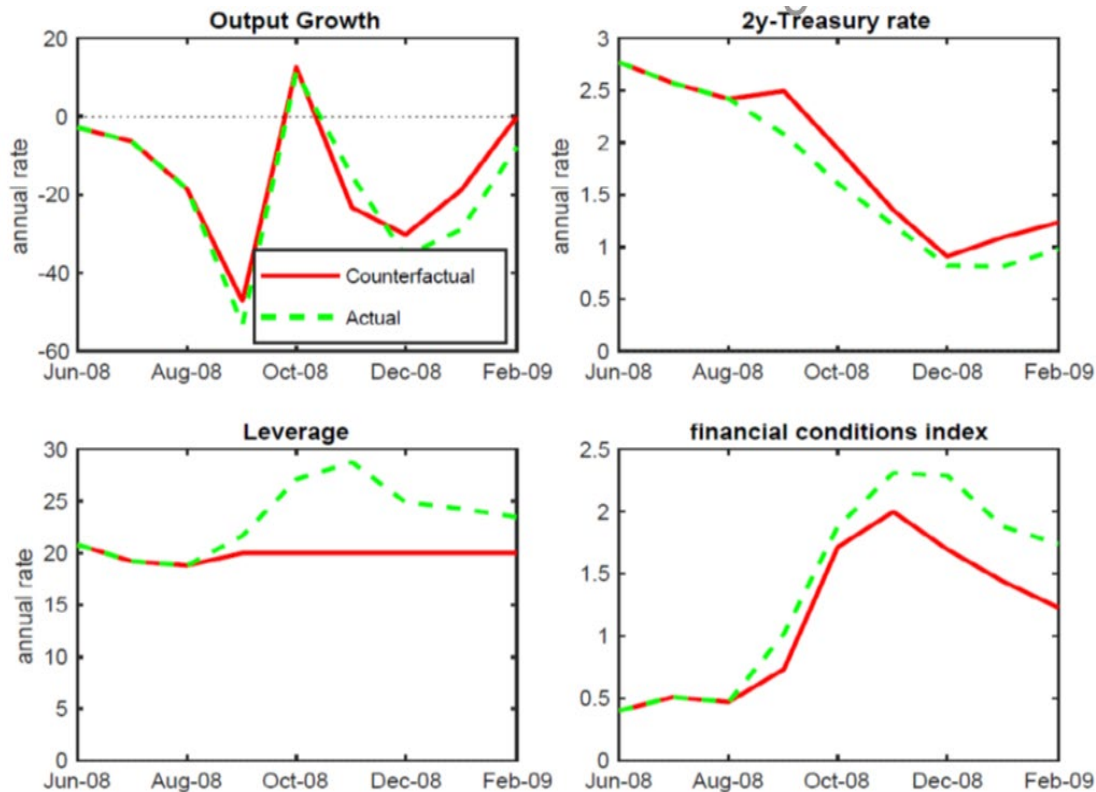 Output Growth
annual rate
20
0
-20
-40
-60
Counterfactual
Actual
Jun-08 Aug-08 Oct-08 Dec-08 Feb-09
2y-Treasury rate
annual rate
3
2.5
2
1.5
1
0.5
0
Jun-08 Aug-08 Oct-08 Dec-08 Feb-09
Leverage
annual rate
30
25
20
15
10
5
0
Jun-08 Aug-08 Oct-08 Dec-08 Feb-09
financial conditions index
2.5
2
1.5
1
0.5
0
Jun-08 Aug-08 Oct-08 Dec-08 Feb-09